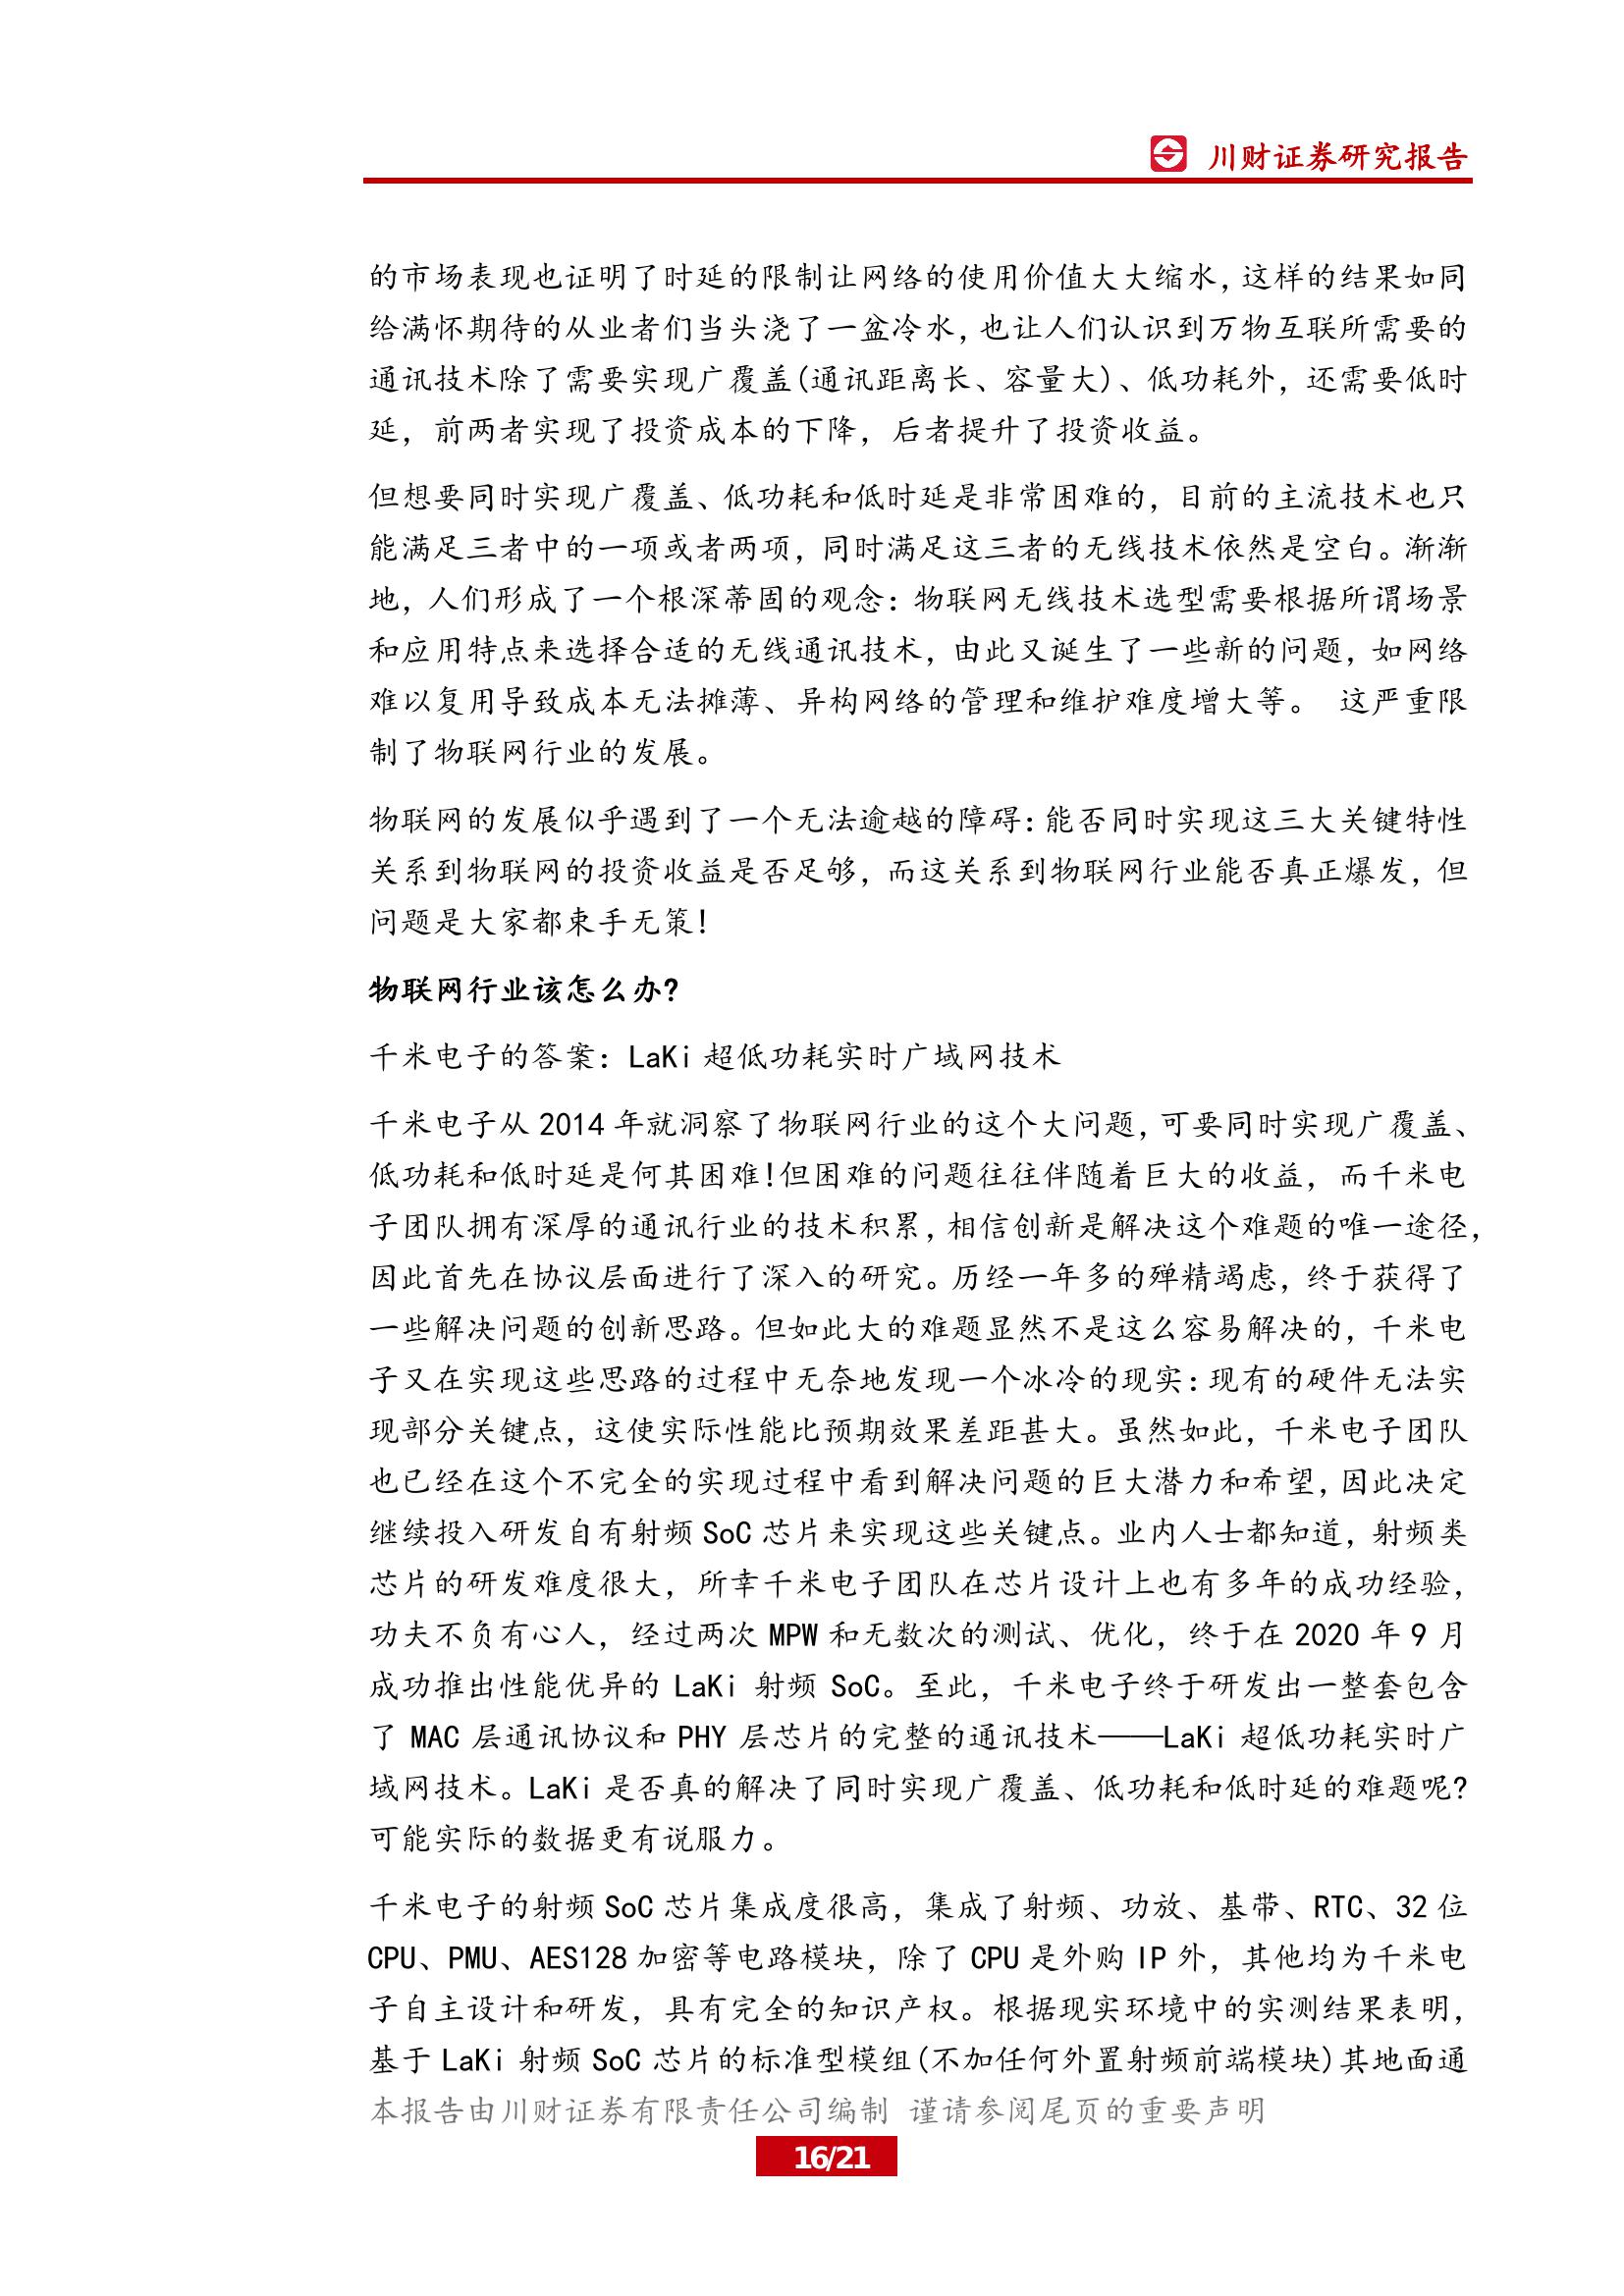 川财证券研究报告
的市场表现也证明了时延的限制让网络的使用价值大大缩水，这样的结果如同
给满怀期待的从业者们当头浇了一盆冷水，也让人们认识到万物互联所需要的
通讯技术除了需要实现广覆盖(通讯距离长、容量大)、低功耗外，还需要低时
延，前两者实现了投资成本的下降，后者提升了投资收益。
但想要同时实现广覆盖、低功耗和低时延是非常困难的，目前的主流技术也只
能满足三者中的一项或者两项，同时满足这三者的无线技术依然是空白。渐渐
地，人们形成了一个根深蒂固的观念：物联网无线技术选型需要根据所谓场景
和应用特点来选择合适的无线通讯技术，由此又诞生了一些新的问题，如网络
难以复用导致成本无法摊薄、异构网络的管理和维护难度增大等。 这严重限
制了物联网行业的发展。
物联网的发展似乎遇到了一个无法逾越的障碍：能否同时实现这三大关键特性
关系到物联网的投资收益是否足够，而这关系到物联网行业能否真正爆发，但
问题是大家都束手无策!
物联网行业该怎么办?
千米电子的答案：LaKi 超低功耗实时广域网技术
千米电子从 2014 年就洞察了物联网行业的这个大问题，可要同时实现广覆盖、
低功耗和低时延是何其困难!但困难的问题往往伴随着巨大的收益，而千米电
子团队拥有深厚的通讯行业的技术积累，相信创新是解决这个难题的唯一途径，
因此首先在协议层面进行了深入的研究。历经一年多的殚精竭虑，终于获得了
一些解决问题的创新思路。但如此大的难题显然不是这么容易解决的，千米电
子又在实现这些思路的过程中无奈地发现一个冰冷的现实：现有的硬件无法实
现部分关键点，这使实际性能比预期效果差距甚大。虽然如此，千米电子团队
也已经在这个不完全的实现过程中看到解决问题的巨大潜力和希望，因此决定
继续投入研发自有射频 SoC 芯片来实现这些关键点。业内人士都知道，射频类
芯片的研发难度很大，所幸千米电子团队在芯片设计上也有多年的成功经验，
功夫不负有心人，经过两次 MPW 和无数次的测试、优化，终于在 2020 年 9 月
成功推出性能优异的 LaKi 射频 SoC。至此，千米电子终于研发出一整套包含
了 MAC 层通讯协议和 PHY 层芯片的完整的通讯技术——LaKi 超低功耗实时广
域网技术。LaKi 是否真的解决了同时实现广覆盖、低功耗和低时延的难题呢?
可能实际的数据更有说服力。
千米电子的射频 SoC 芯片集成度很高，集成了射频、功放、基带、RTC、32 位
CPU、PMU、AES128 加密等电路模块，除了 CPU 是外购 IP 外，其他均为千米电
子自主设计和研发，具有完全的知识产权。根据现实环境中的实测结果表明，
基于 LaKi 射频 SoC 芯片的标准型模组(不加任何外置射频前端模块)其地面通
本报告由川财证券有限责任公司编制 谨请参阅尾页的重要声明
16/21